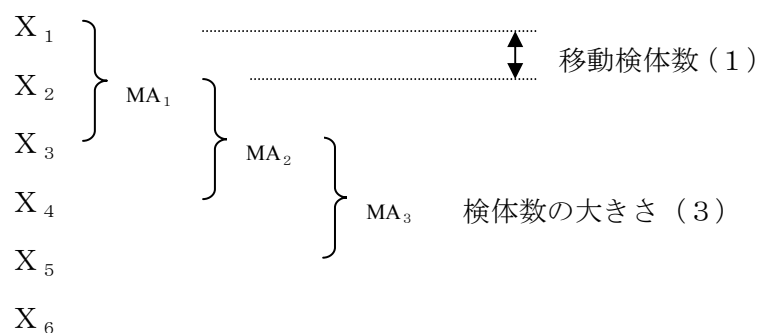 X₁
移動検体数(1)
X₂
MA₁
X₃
MA₂
X₄
MA₃
検体数の大きさ(3)
X₅
X₆